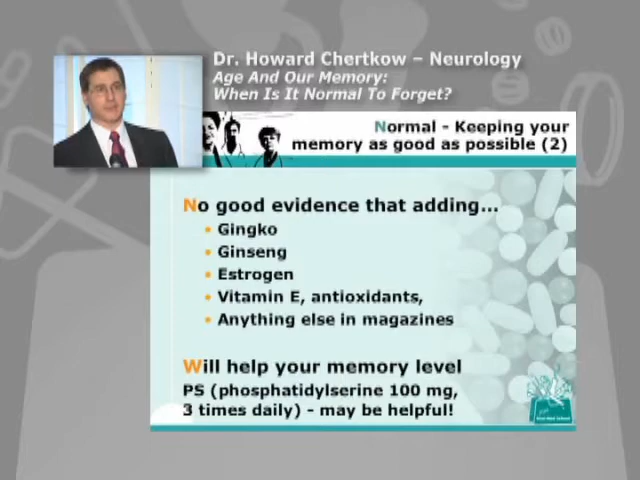 Dr. Howard Chertkow – Neurology
Age And Our Memory:
When Is It Normal To Forget?
Normal - Keeping your
memory as good as possible (2)
No good evidence that adding...
• Gingko
• Ginseng
• Estrogen
• Vitamin E, antioxidants,
• Anything else in magazines
Will help your memory level
PS (phosphatidylserine 100 mg,
3 times daily) - may be helpful!